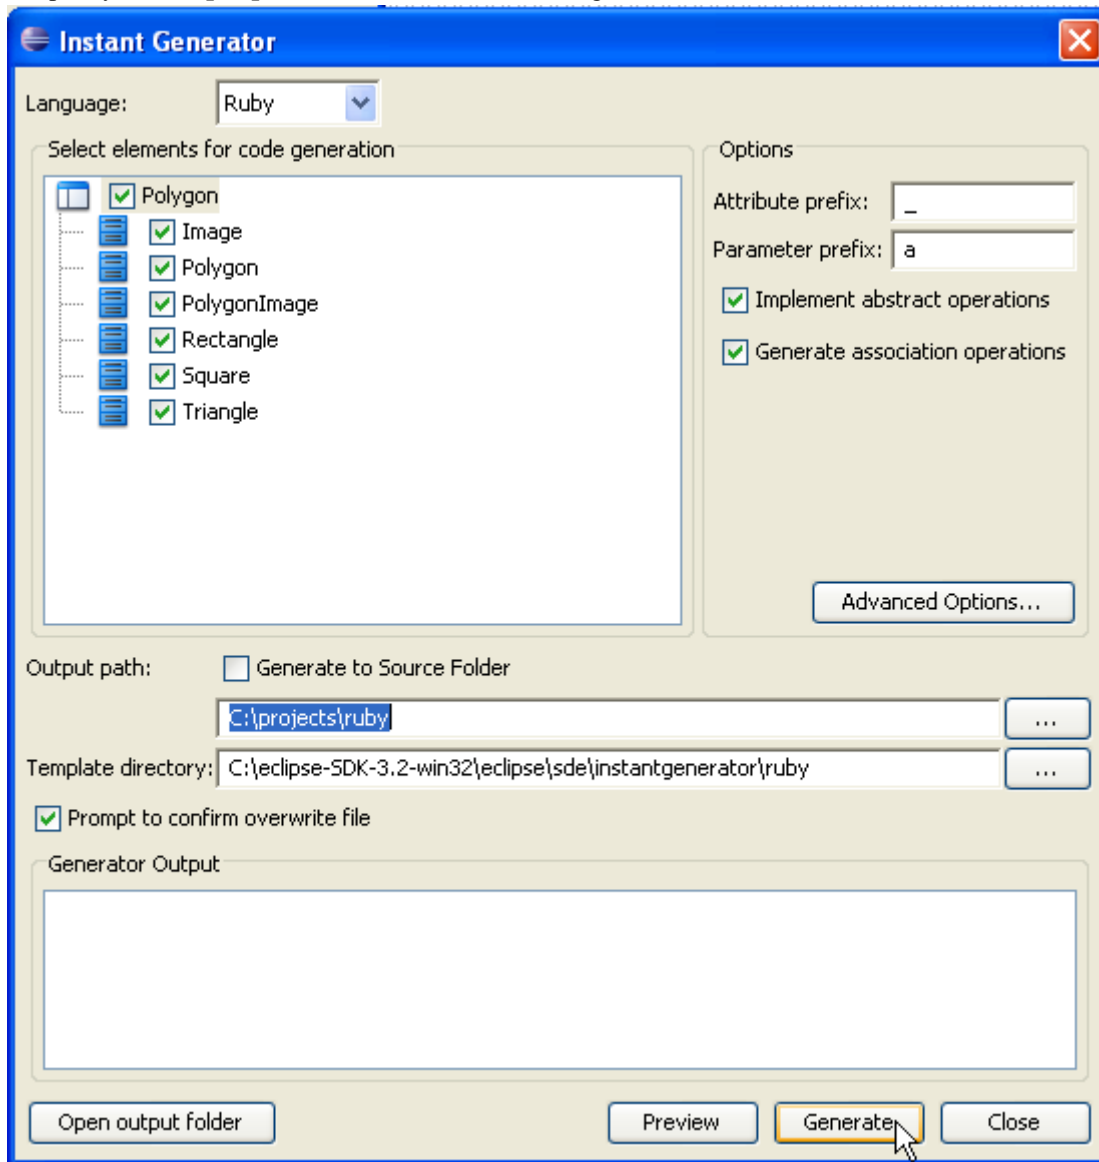 Instant Generator
Language: Ruby
Select elements for code generation
Polygon
Image
Polygon
PolygonImage
Rectangle
Square
Triangle
Options
Attribute prefix: _
Parameter prefix: a
Implement abstract operations
Generate association operations
Advanced Options...
Output path: Generate to Source Folder
C:\projects\ruby ...
Template directory: C:\eclipse-SDK-3.2-win32\eclipse\sde\instantgenerator\ruby ...
Prompt to confirm overwrite file
Generator Output
Open output folder Preview Generate Close